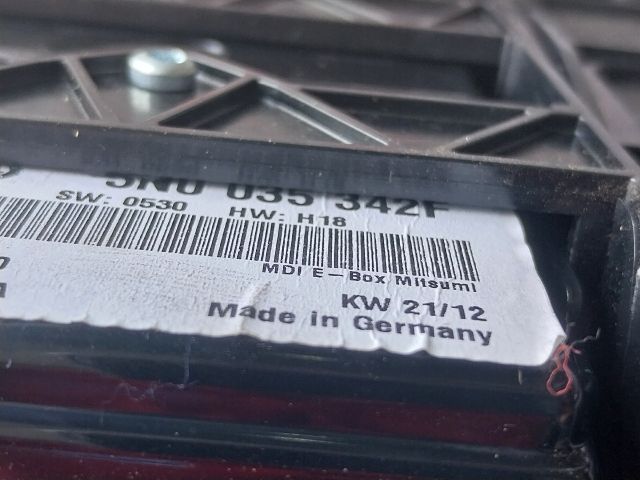 5N0 035 342F
SW: 0530 HW: H18
MDI E-Box Mitsumi
KW 21/12
Made in Germany